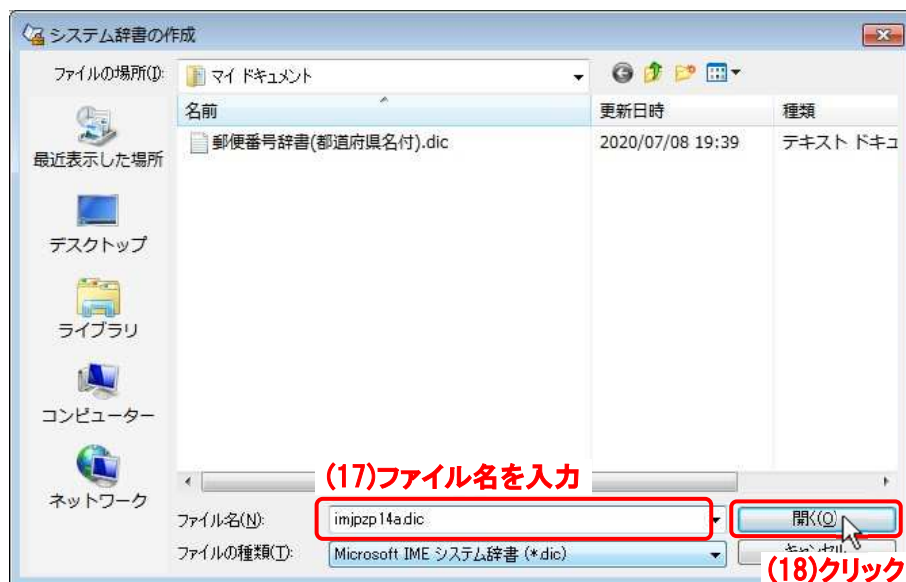 システム辞書の作成
ファイルの場所(I):
マイ ドキュメント
名前
更新日時
種類
郵便番号辞書(都道府県名付).dic
2020/07/08 19:39
テキスト ドキュ
最近表示した場所
デスクトップ
ライブラリ
コンピューター
ネットワーク
(17)ファイル名を入力
ファイル名(N):
imjpzp14a.dic
開く(O)
ファイルの種類(T):
Microsoft IME システム辞書 (*.dic)
キャンセル
(18)クリック